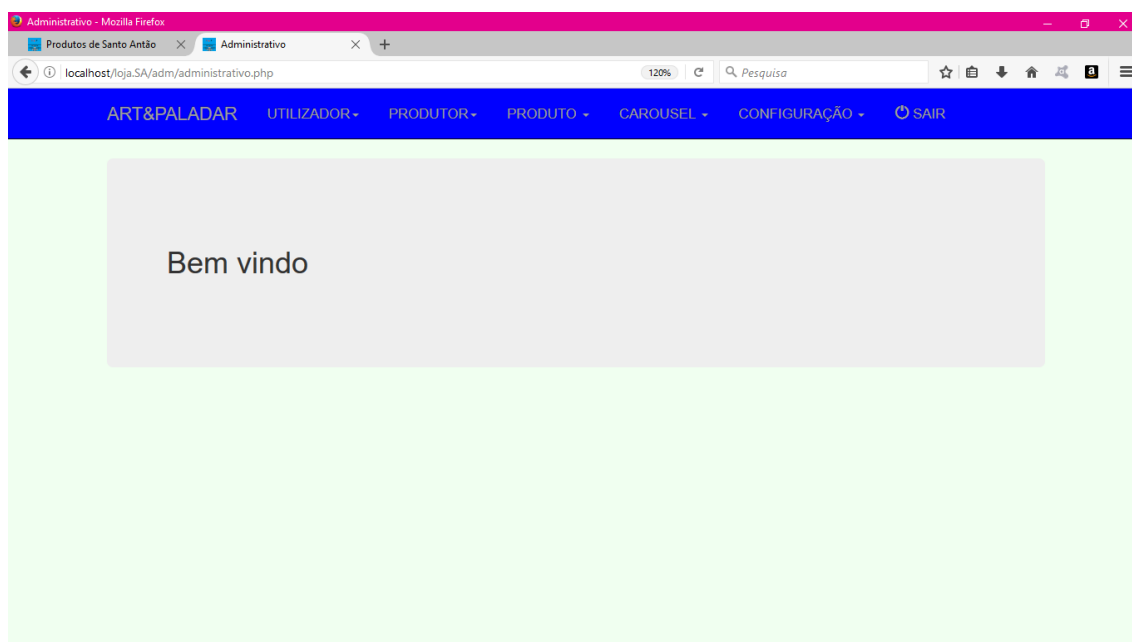 Administrativo - Mozilla Firefox
Produtos de Santo Antão Administrativo
localhost/loja.SA/adm/administrativo.php 120% Pesquisa a
ART&PALADAR UTILIZADOR PRODUTOR PRODUTO CAROUSEL CONFIGURAÇÃO SAIR
Bem vindo